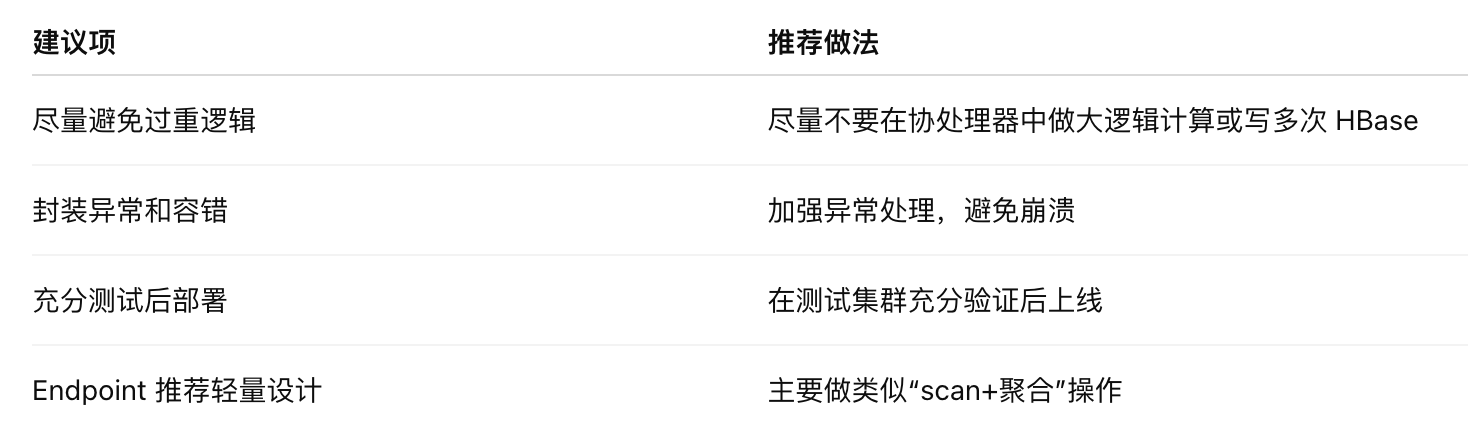 建议项 推荐做法
尽量避免过重逻辑 尽量不要在协处理器中做大逻辑计算或写多次 HBase
封装异常和容错 加强异常处理，避免崩溃
充分测试后部署 在测试集群充分验证后上线
Endpoint 推荐轻量设计 主要做类似“scan+聚合”操作